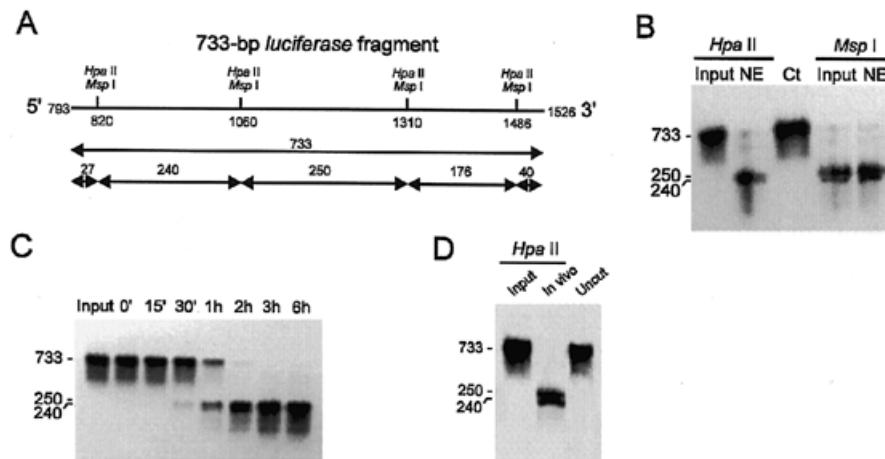 A
733-bp luciferase fragment
Hpa II Hpa II Hpa II Hpa II
Msp I Msp I Msp I Msp I
5' 793 1526 3'
820 1060 1310 1486
733
27 240 250 176 40
B
Hpa II Msp I
Input NE Ct Input NE
733 -
250 -
240
C
Input 0' 15' 30' 1h 2h 3h 6h
733 -
250 -
240
D
Hpa II
Input In vivo Uncut
733 -
250 -
240